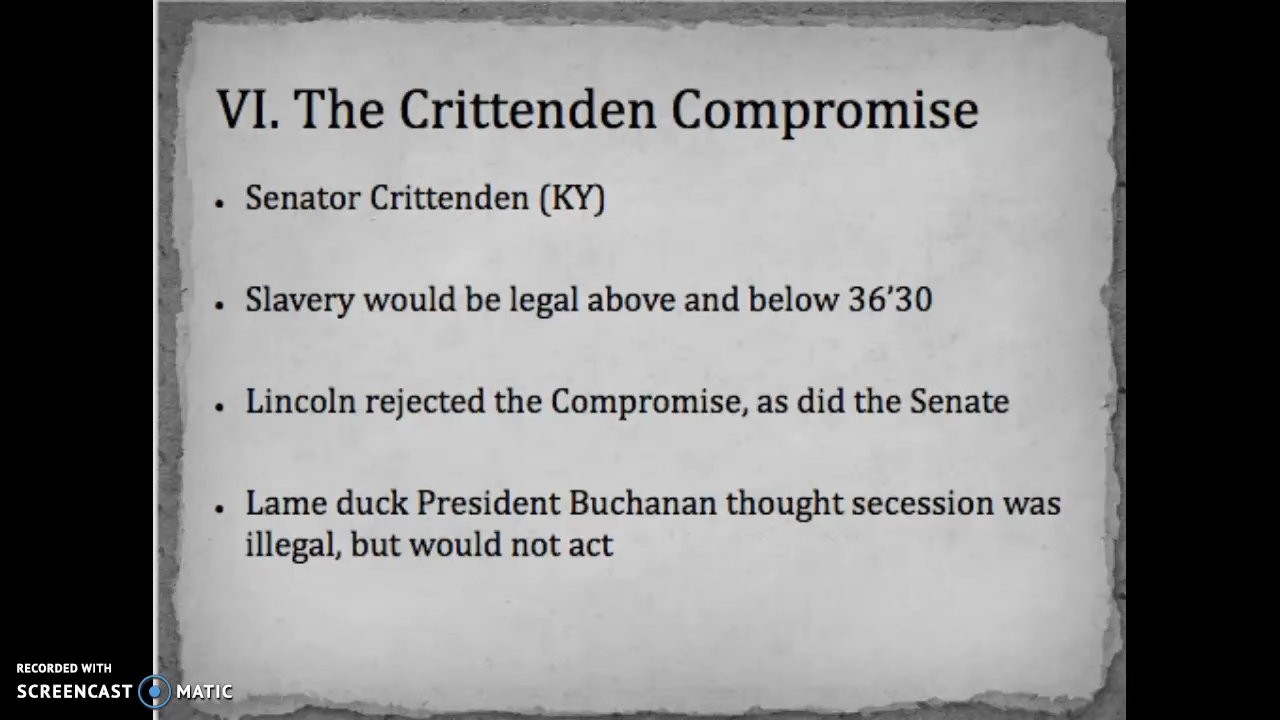 VI. The Crittenden Compromise
• Senator Crittenden (KY)
• Slavery would be legal above and below 36’30
• Lincoln rejected the Compromise, as did the Senate
• Lame duck President Buchanan thought secession was
illegal, but would not act
RECORDED WITH
SCREENCAST MATIC